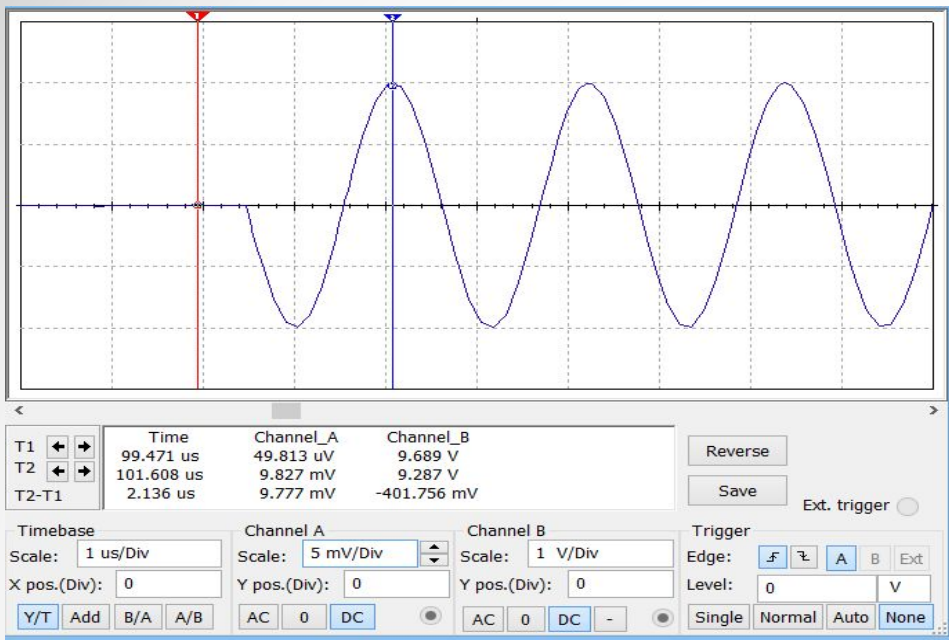 1 2
< >
Time Channel_A Channel_B
T1 99.471 us 49.813 uV 9.689 V
T2 101.608 us 9.827 mV 9.287 V
T2-T1 2.136 us 9.777 mV -401.756 mV
Reverse
Save
Ext. trigger
Timebase
Scale: 1 us/Div
X pos.(Div): 0
Y/T Add B/A A/B
Channel A
Scale: 5 mV/Div
Y pos.(Div): 0
AC 0 DC
Channel B
Scale: 1 V/Div
Y pos.(Div): 0
AC 0 DC -
Trigger
Edge: A B Ext
Level: 0 V
Single Normal Auto None